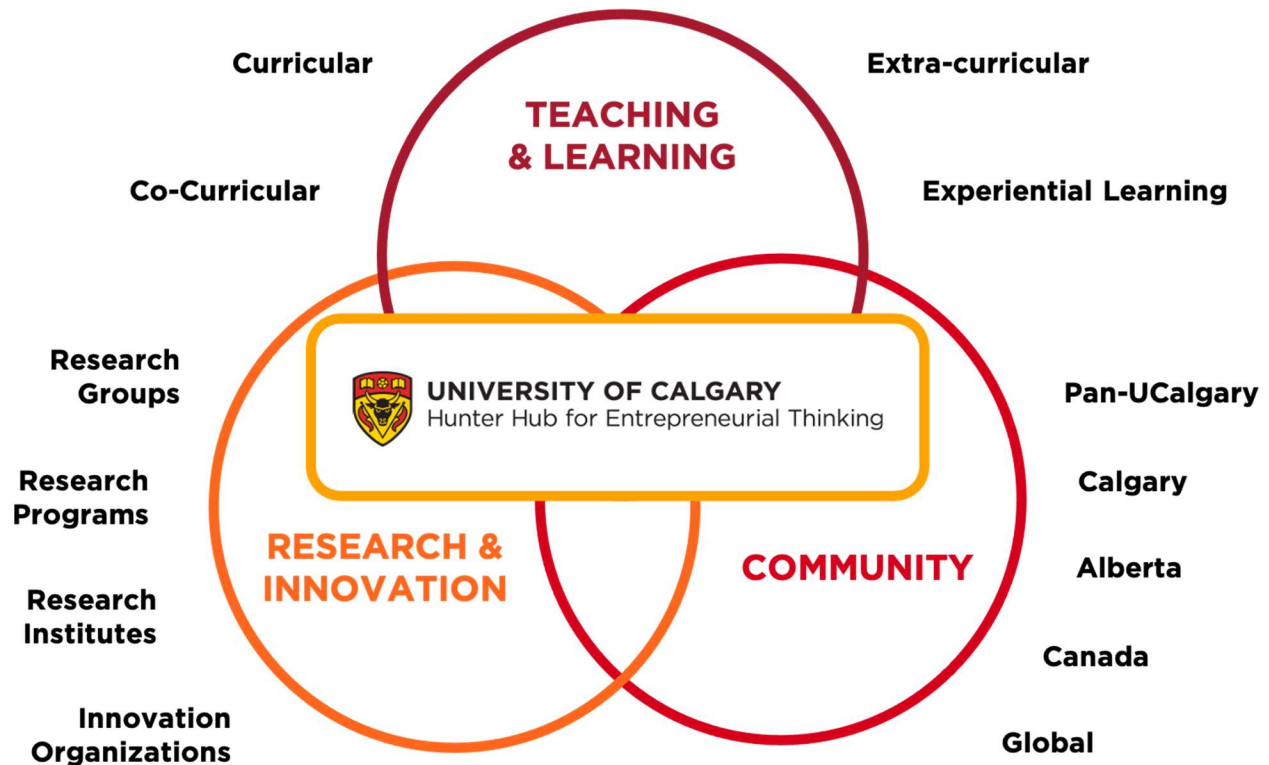 Curricular
Extra-curricular
TEACHING
& LEARNING
Co-Curricular
Experiential Learning
Research
Groups
Research
Programs
Research
Institutes
Innovation
Organizations
UNIVERSITY OF CALGARY
Hunter Hub for Entrepreneurial Thinking
RESEARCH &
INNOVATION
COMMUNITY
Pan-UCalgary
Calgary
Alberta
Canada
Global